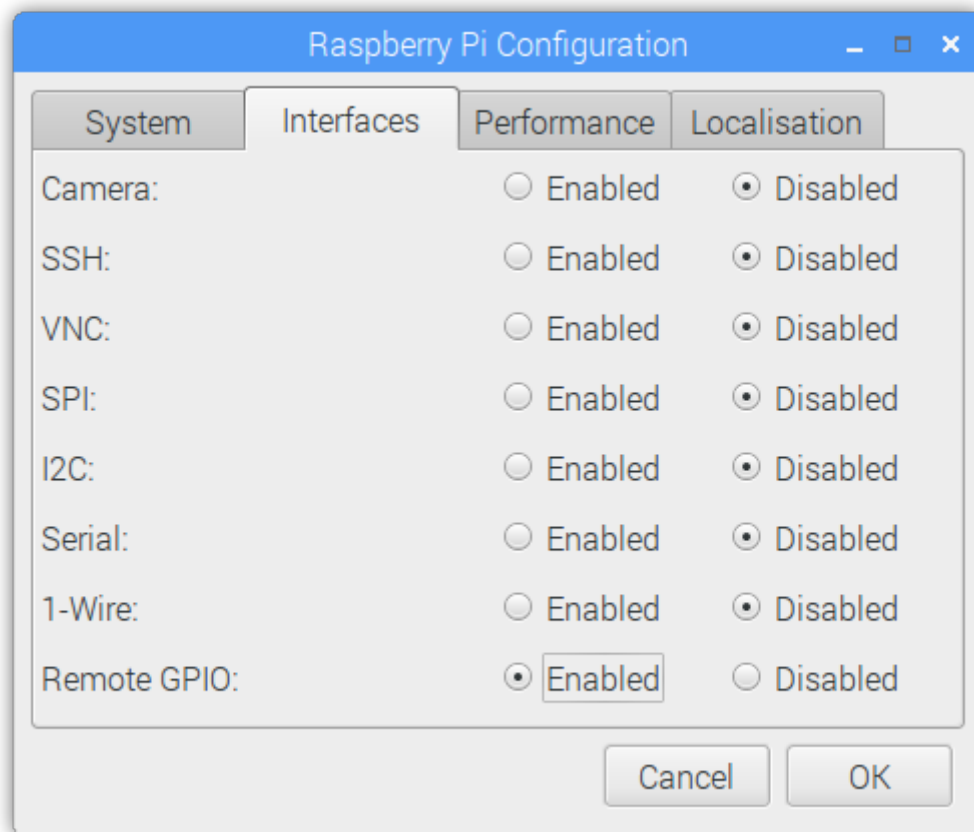 Raspberry Pi Configuration
System Interfaces Performance Localisation
Camera: Enabled Disabled
SSH: Enabled Disabled
VNC: Enabled Disabled
SPI: Enabled Disabled
I2C: Enabled Disabled
Serial: Enabled Disabled
1-Wire: Enabled Disabled
Remote GPIO: Enabled Disabled
Cancel OK